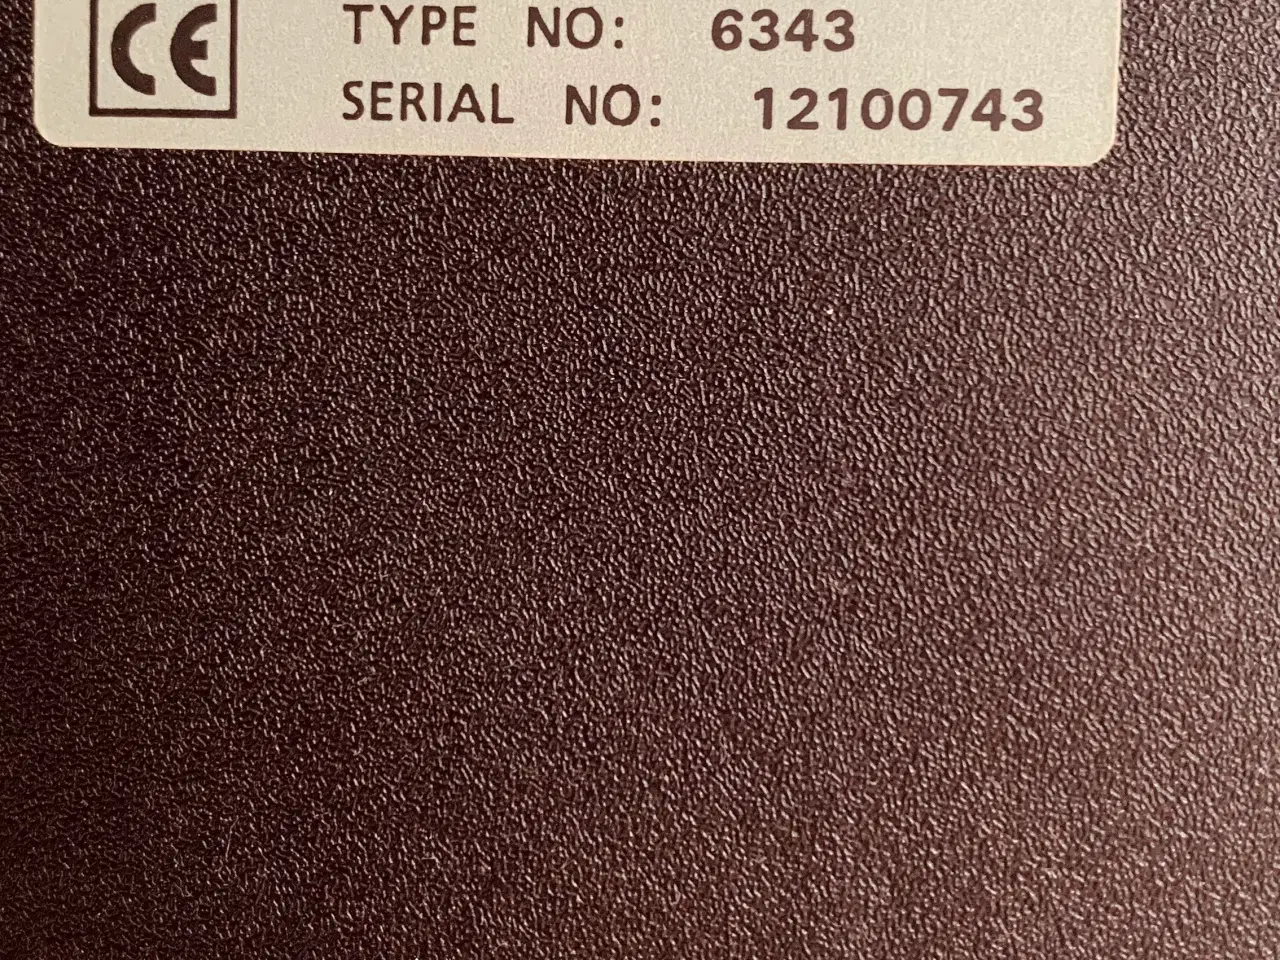 CE
TYPE NO: 6343
SERIAL NO: 12100743